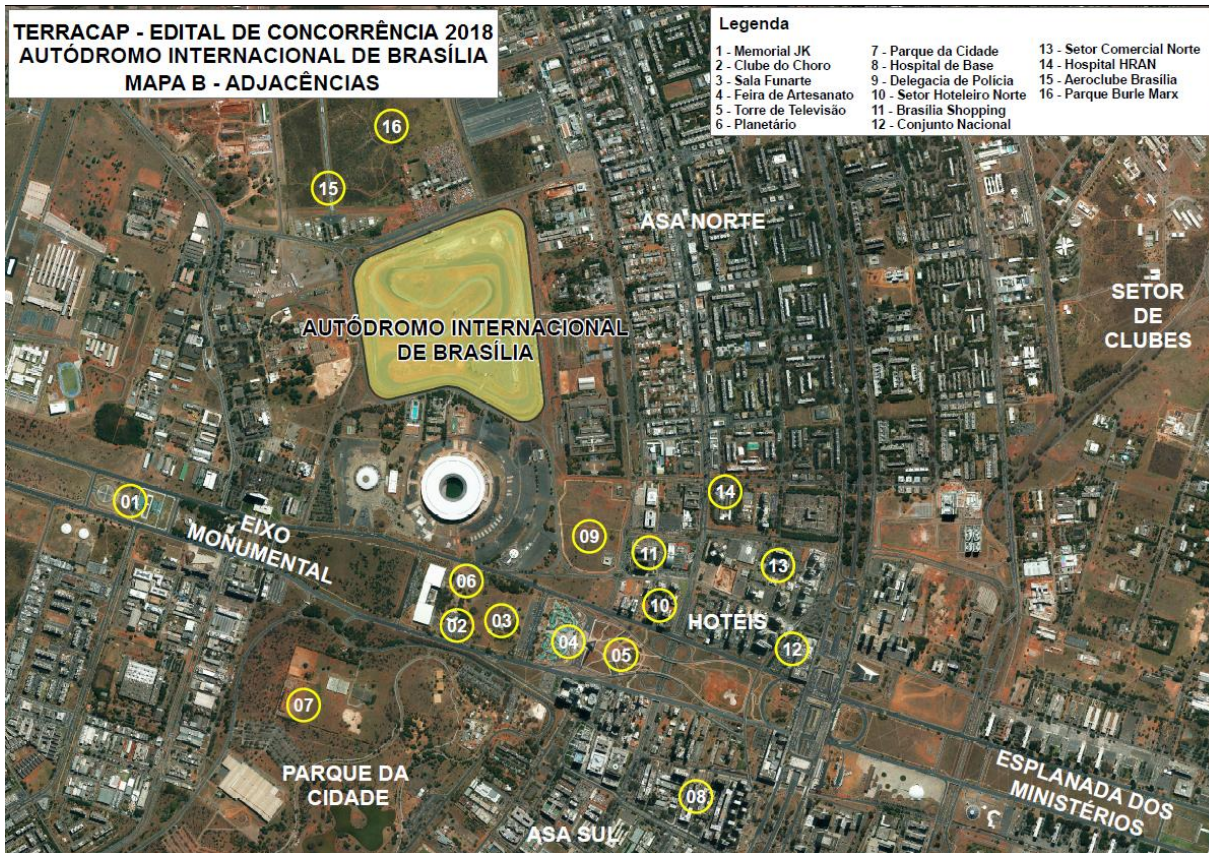 TERRACAP - EDITAL DE CONCORRÊNCIA 2018
AUTÓDROMO INTERNACIONAL DE BRASÍLIA
MAPA B - ADJACÊNCIAS
Legenda
1 - Memorial JK
2 - Clube do Choro
3 - Sala Funarte
4 - Feira de Artesanato
5 - Torre de Televisão
6 - Planetário
7 - Parque da Cidade
8 - Hospital de Base
9 - Delegacia de Polícia
10 - Setor Hoteleiro Norte
11 - Brasília Shopping
12 - Conjunto Nacional
13 - Setor Comercial Norte
14 - Hospital HRAN
15 - Aeroclube Brasília
16 - Parque Burle Marx
16
15
ASA NORTE
SETOR
DE
CLUBES
AUTÓDROMO INTERNACIONAL
DE BRASÍLIA
01
EIXO
MONUMENTAL
14
09
11
13
06
10
02
03
HOTÉIS
04
05
12
07
PARQUE DA
CIDADE
08
ASA SUL
ESPLANADA DOS
MINISTÉRIOS